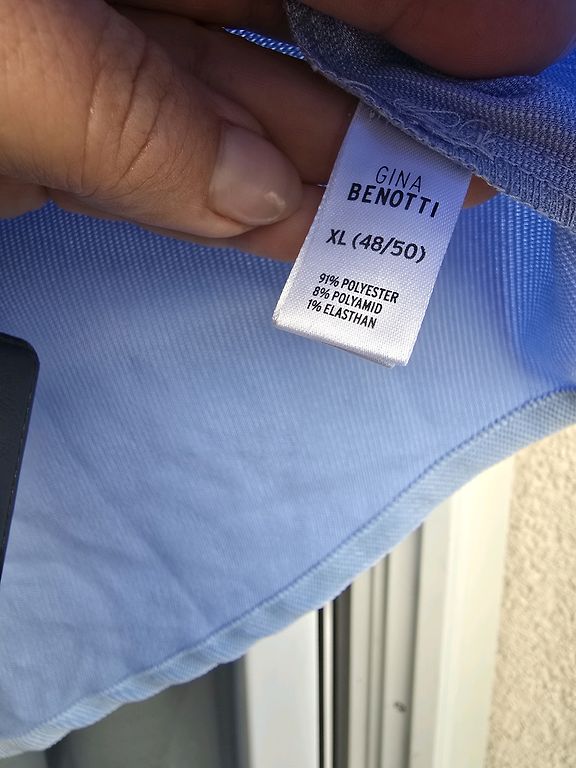 GINA
BENOTTI
XL (48/50)
91% POLYESTER
8% POLYAMID
1% ELASTHAN